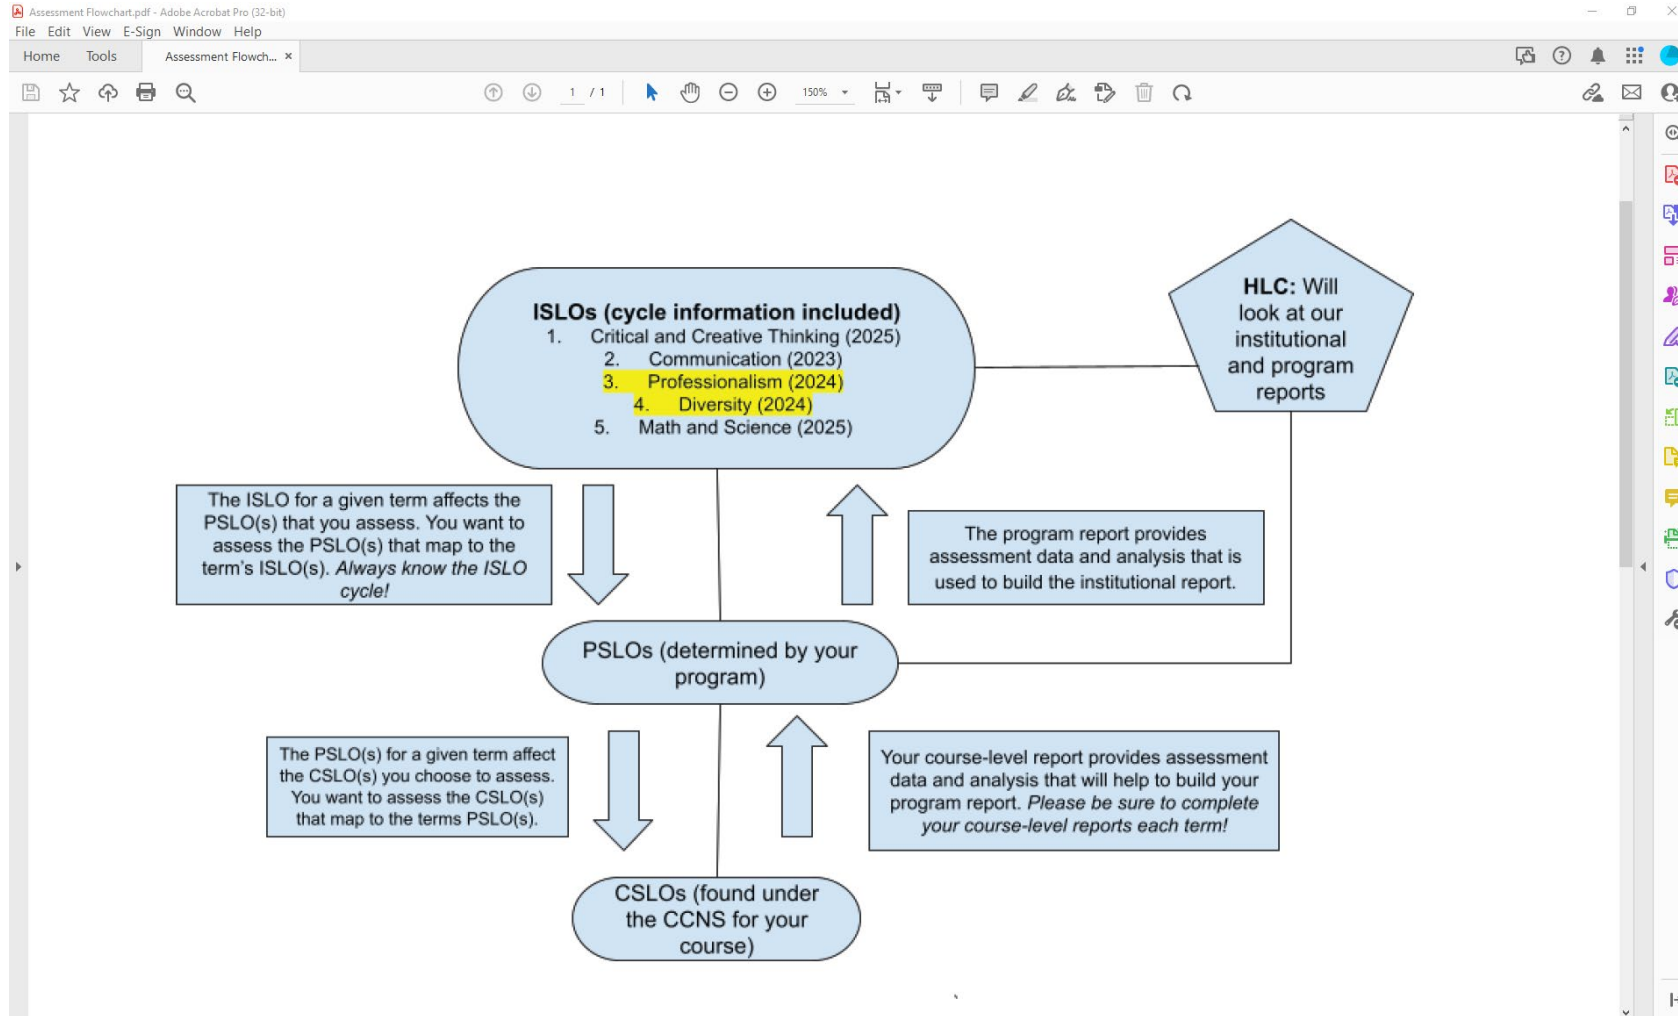 Assessment Flowchart.pdf - Adobe Acrobat Pro (32-bit)
File Edit View E-Sign Window Help
Home Tools Assessment Flowch... ×
1 / 1 150%
ISLOs (cycle information included)
1. Critical and Creative Thinking (2025)
2. Communication (2023)
3. Professionalism (2024)
4. Diversity (2024)
5. Math and Science (2025)
HLC: Will
look at our
institutional
and program
reports
The ISLO for a given term affects the
PSLO(s) that you assess. You want to
assess the PSLO(s) that map to the
term's ISLO(s). Always know the ISLO
cycle!
The program report provides
assessment data and analysis that is
used to build the institutional report.
PSLOs (determined by your
program)
The PSLO(s) for a given term affect
the CSLO(s) you choose to assess.
You want to assess the CSLO(s)
that map to the terms PSLO(s).
Your course-level report provides assessment
data and analysis that will help to build your
program report. Please be sure to complete
your course-level reports each term!
CSLOs (found under
the CCNS for your
course)